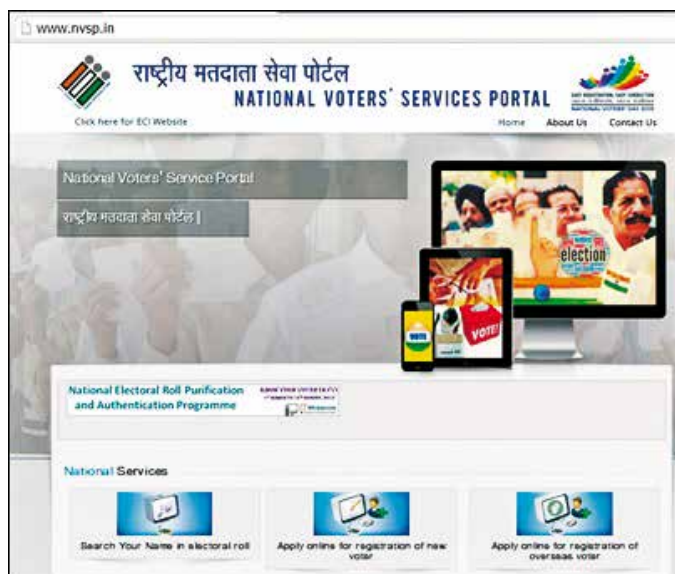 www.nvsp.in
राष्ट्रीय मतदाता सेवा पोर्टल
NATIONAL VOTERS' SERVICES PORTAL
Click here for ECI Website
Home About Us Contact Us
National Voters' Service Portal
राष्ट्रीय मतदाता सेवा पोर्टल |
election
VOTE
VOTE!
National Electoral Roll Purification
and Authentication Programme
National Services
Search Your Name in electoral roll
Apply online for registration of new
voter
Apply online for registration of
overseas voter